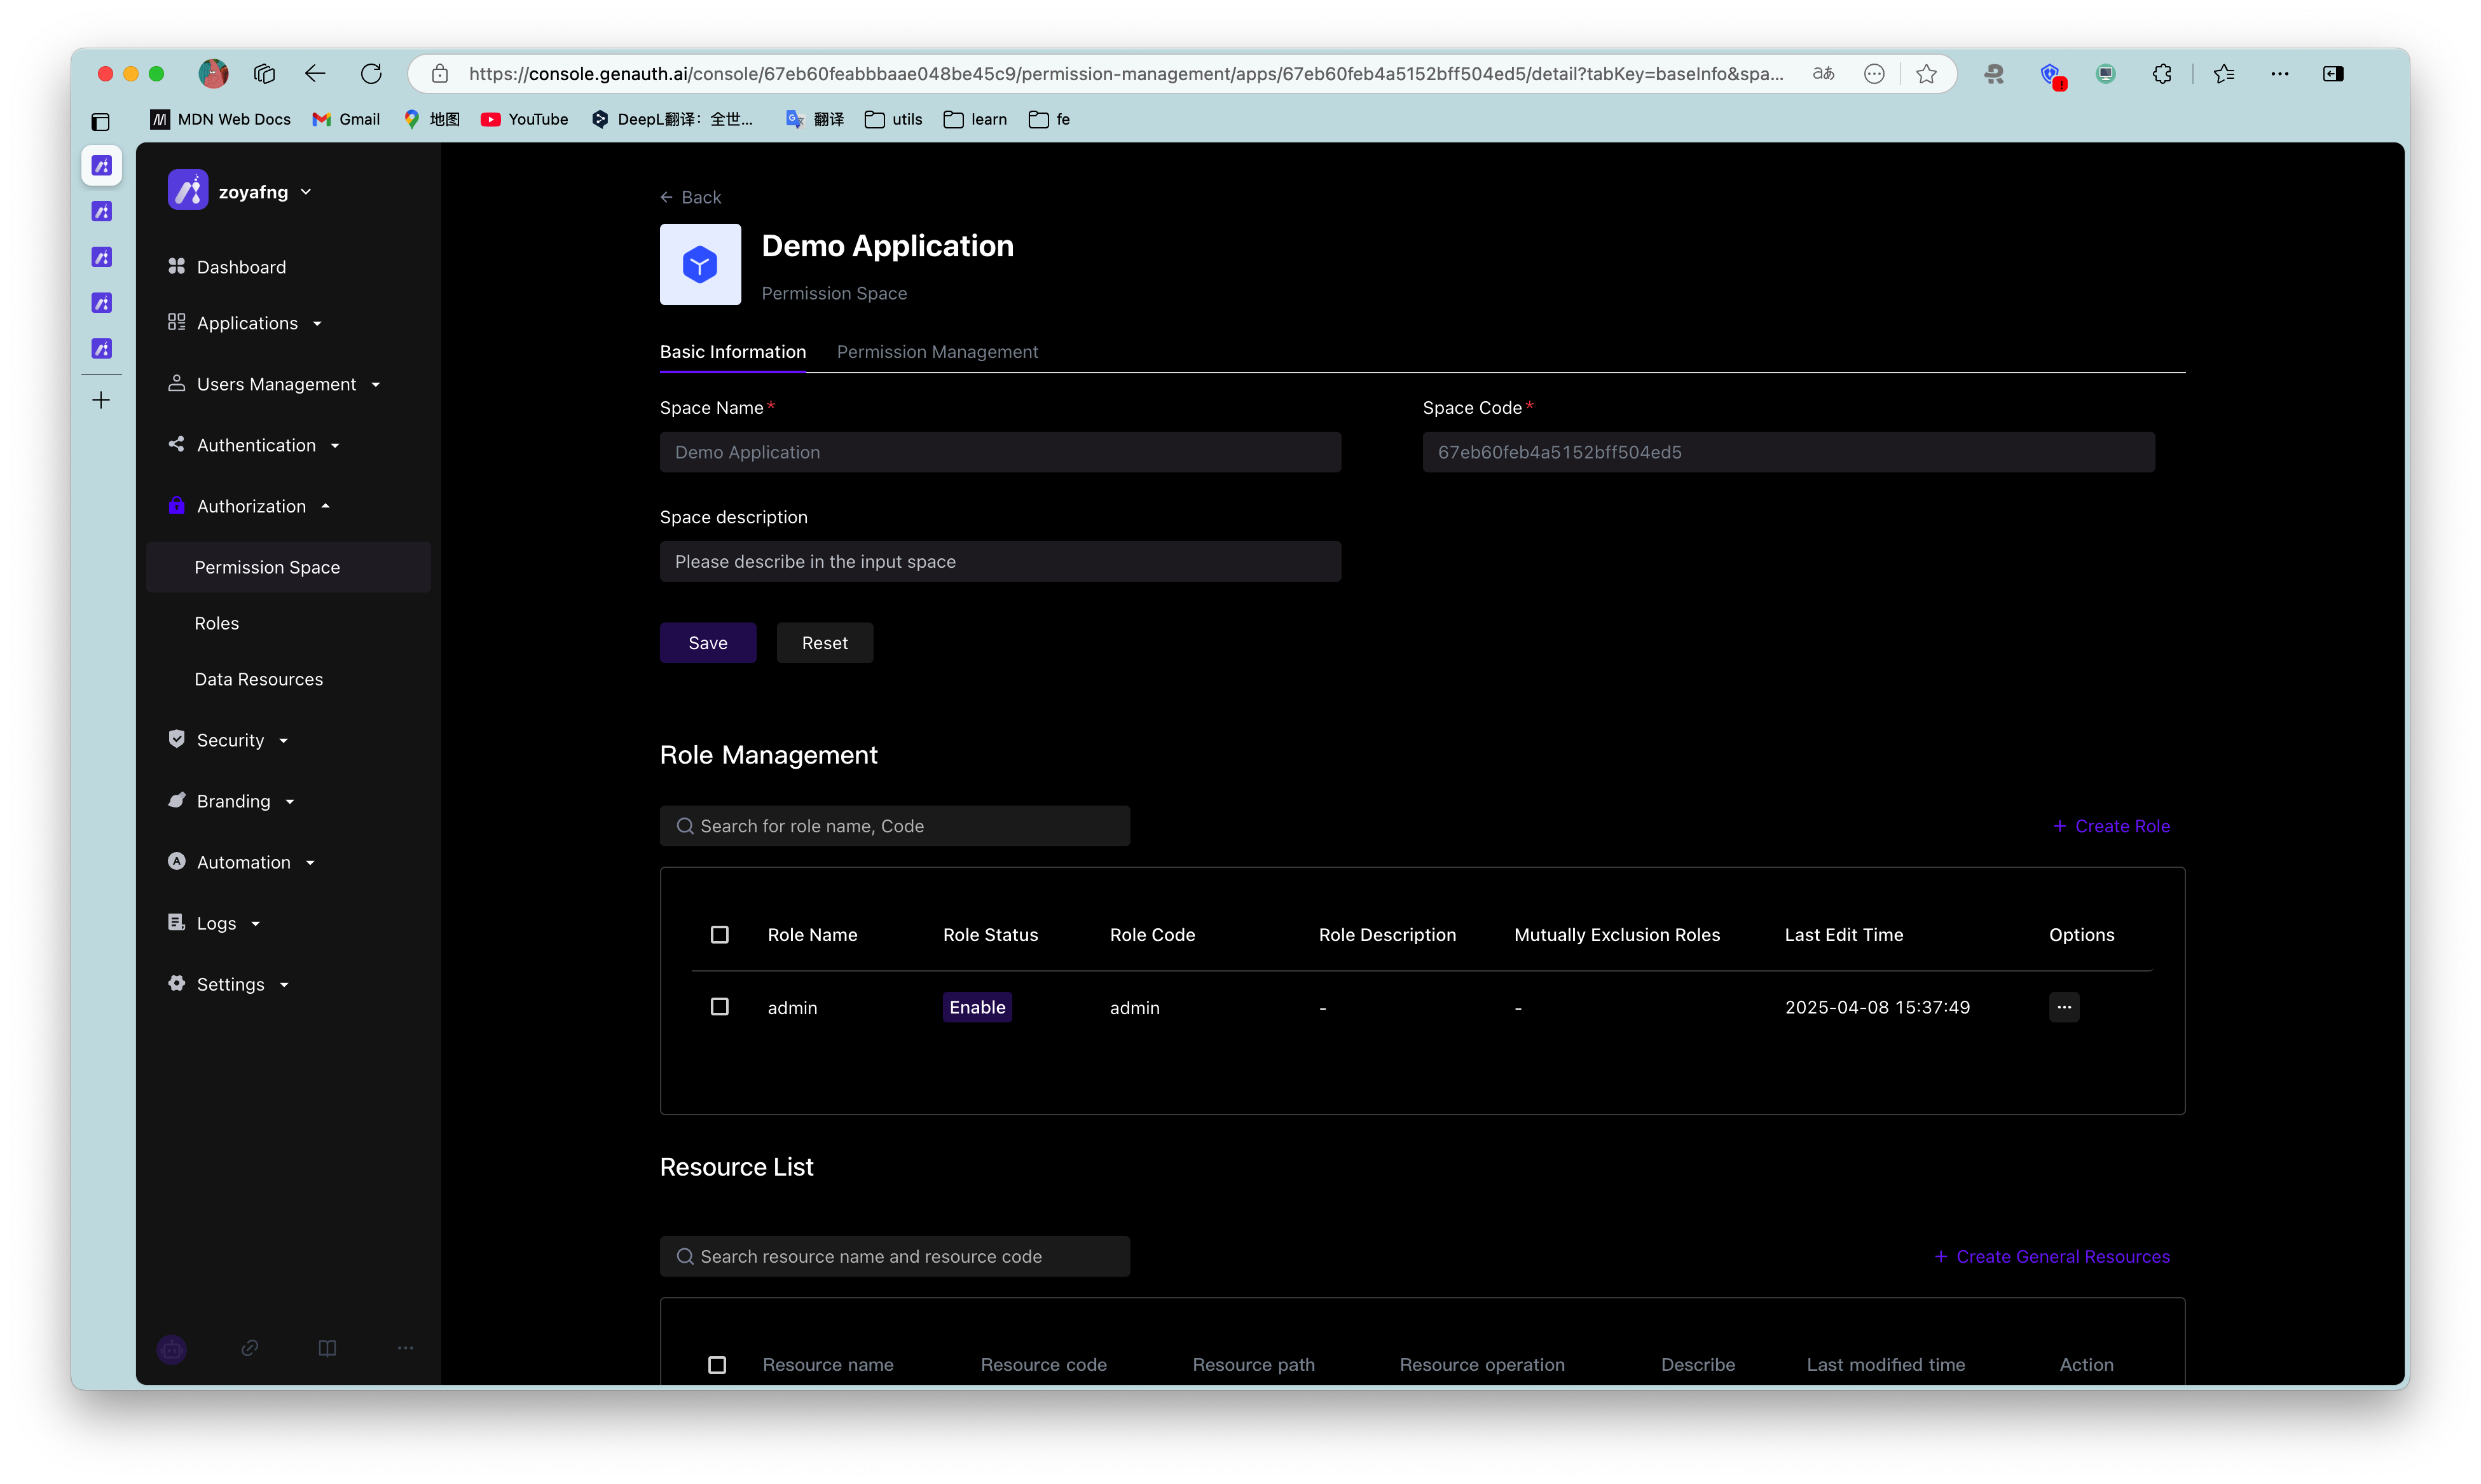 https://console.genauth.ai/console/67eb60feabbbaae048be45c9/permission-management/apps/67eb60feb4a5152bff504ed5/detail?tabKey=baseInfo&spa...
MDN Web Docs
Gmail
地图
YouTube
DeepL翻译：全世...
翻译
utils
learn
fe
zoyafng
Dashboard
Applications
Users Management
Authentication
Authorization
Permission Space
Roles
Data Resources
Security
Branding
Automation
Logs
Settings
Back
Demo Application
Permission Space
Basic Information Permission Management
Space Name* Space Code*
Demo Application 67eb60feb4a5152bff504ed5
Space description
Please describe in the input space
Save Reset
Role Management
Search for role name, Code + Create Role
Role Name Role Status Role Code Role Description Mutually Exclusion Roles Last Edit Time Options
admin Enable admin - - 2025-04-08 15:37:49 ...
Resource List
Search resource name and resource code + Create General Resources
Resource name Resource code Resource path Resource operation Describe Last modified time Action